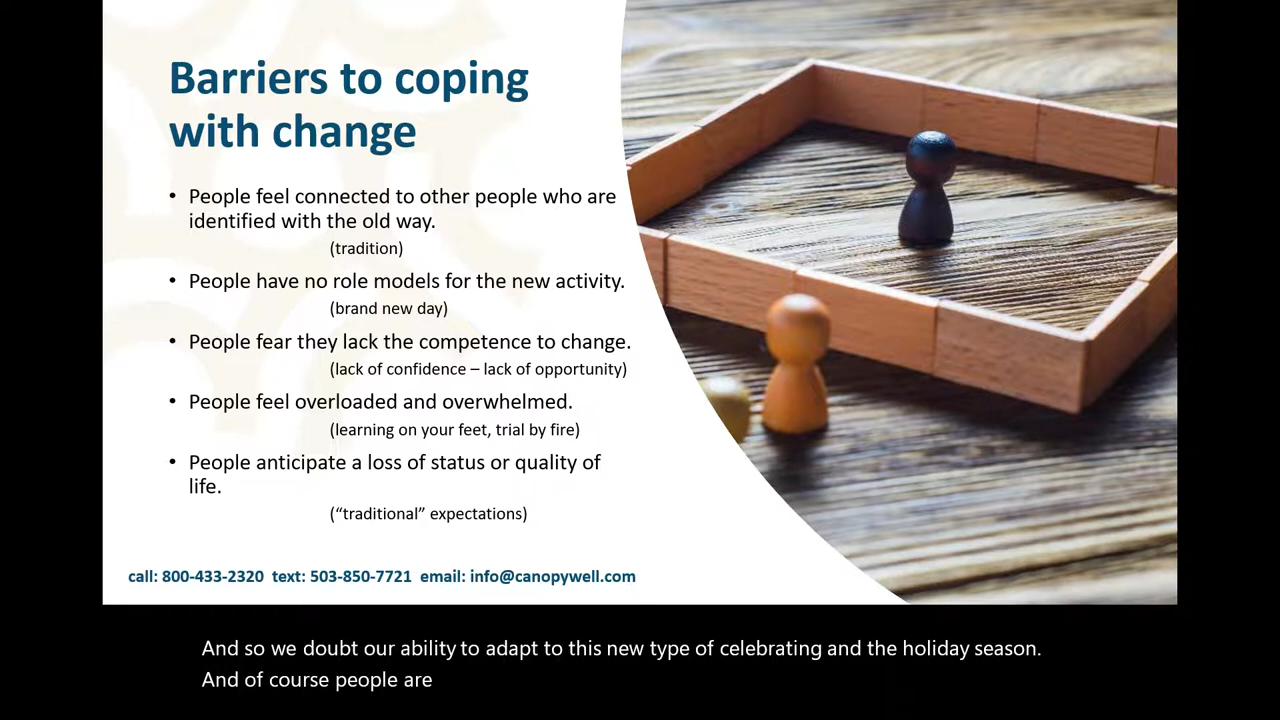 Barriers to coping
with change
• People feel connected to other people who are
identified with the old way.
(tradition)
• People have no role models for the new activity.
(brand new day)
• People fear they lack the competence to change.
(lack of confidence – lack of opportunity)
• People feel overloaded and overwhelmed.
(learning on your feet, trial by fire)
• People anticipate a loss of status or quality of
life.
(“traditional” expectations)
call: 800-433-2320 text: 503-850-7721 email: info@canopywell.com
And so we doubt our ability to adapt to this new type of celebrating and the holiday season.
And of course people are